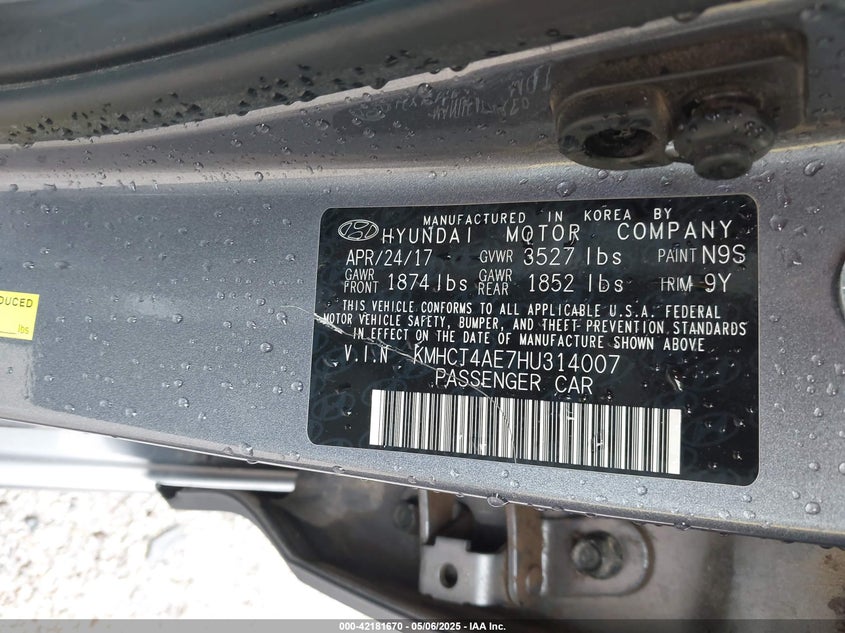 MANUFACTURED IN KOREA BY
HYUNDAI MOTOR COMPANY
APR/24/17 GVWR 3527 lbs PAINT N9S
GAWR FRONT 1874 lbs GAWR REAR 1852 lbs TRIM 9Y
THIS VEHICLE CONFORMS TO ALL APPLICABLE U.S.A. FEDERAL
MOTOR VEHICLE SAFETY, BUMPER, AND THEFT PREVENTION STANDARDS
IN EFFECT ON THE DATE OF MANUFACTURE SHOWN ABOVE
V.I.N KMHCT4AE7HU314007
PASSENGER CAR
lbs
000-42181670 - 05/06/2025 - IAA Inc.